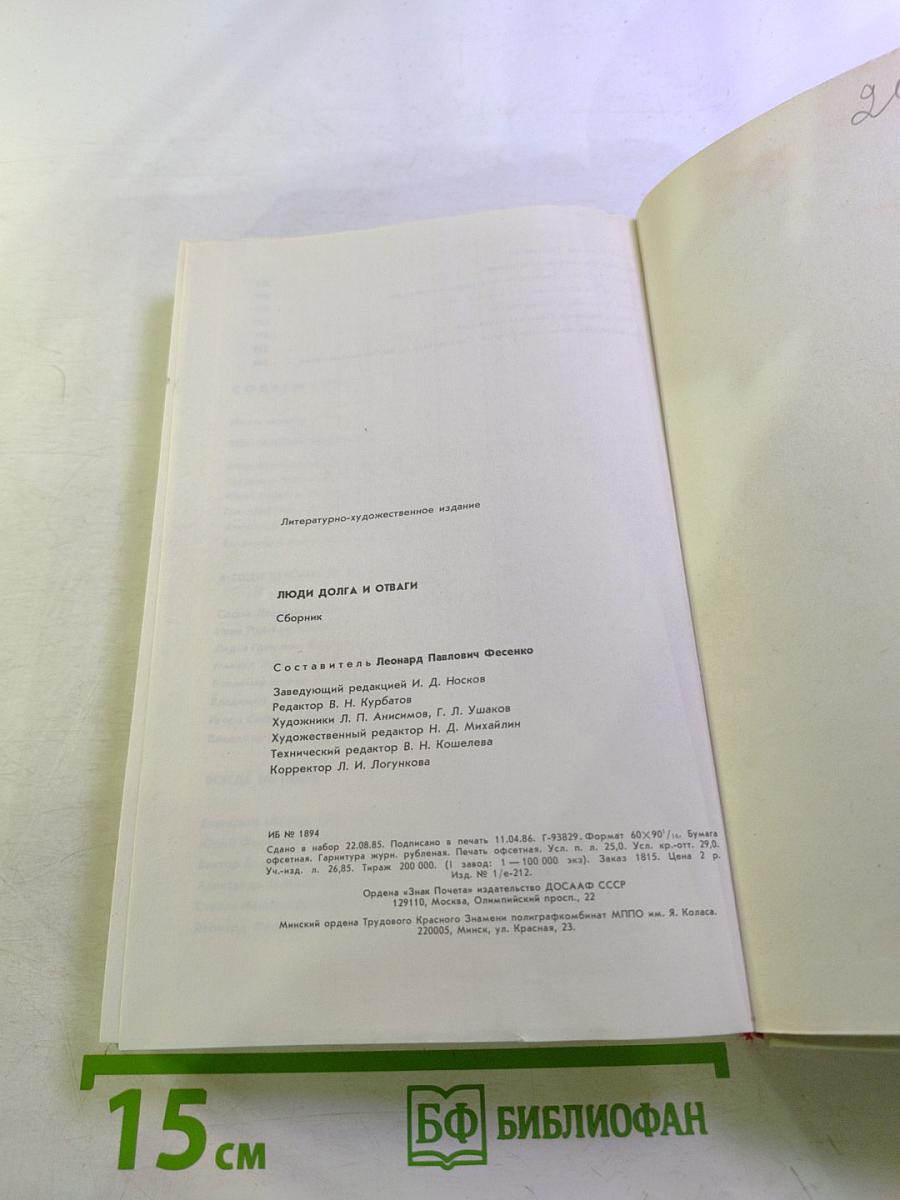 Литературно-художественное издание
ЛЮДИ ДОЛГА И ОТВАГИ
Сборник
Составитель Леонард Павлович Фесенко
Заведующий редакцией И. Д. Носков
Редактор В. Н. Курбатов
Художники Л. П. Анисимов, Г. Л. Ушаков
Художественный редактор Н. Д. Михайлин
Технический редактор В. Н. Кошелева
Корректор Л. И. Логункова
ИБ № 1894
Сдано в набор 22.08.85. Подписано в печать 11.04.86. Г-93829. Формат 60×90¹/₁₆. Бумага
офсетная. Гарнитура журн. рубленая. Печать офсетная. Усл. п. л. 25,0. Усл. кр.-отт. 29,0.
Уч.-изд. л. 26,85. Тираж 200 000. (I завод: 1—100 000 экз). Заказ 1815. Цена 2 р.
Изд. № 1/е-212.
Ордена «Знак Почета» издательство ДОСААФ СССР
129110, Москва, Олимпийский просп., 22
Минский ордена Трудового Красного Знамени полиграфкомбинат МППО им. Я. Коласа.
220005, Минск, ул. Красная, 23.
15 см
БФ БИБЛИОФАН